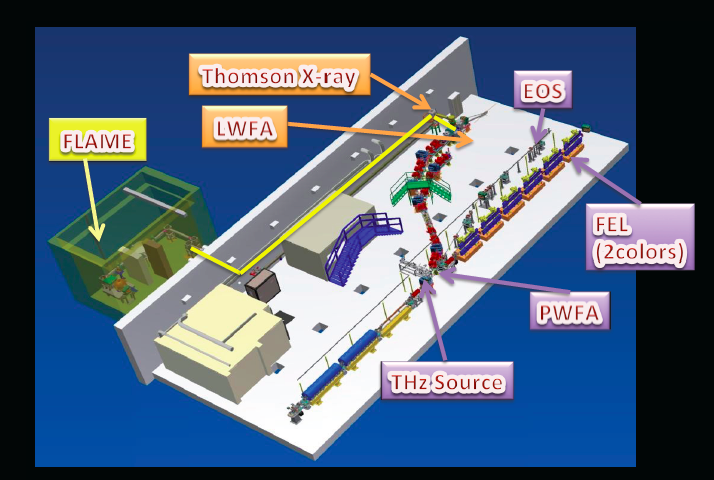 Thomson X-ray
EOS
LWFA
FLAME
FEL
(2colors)
PWFA
THz Source